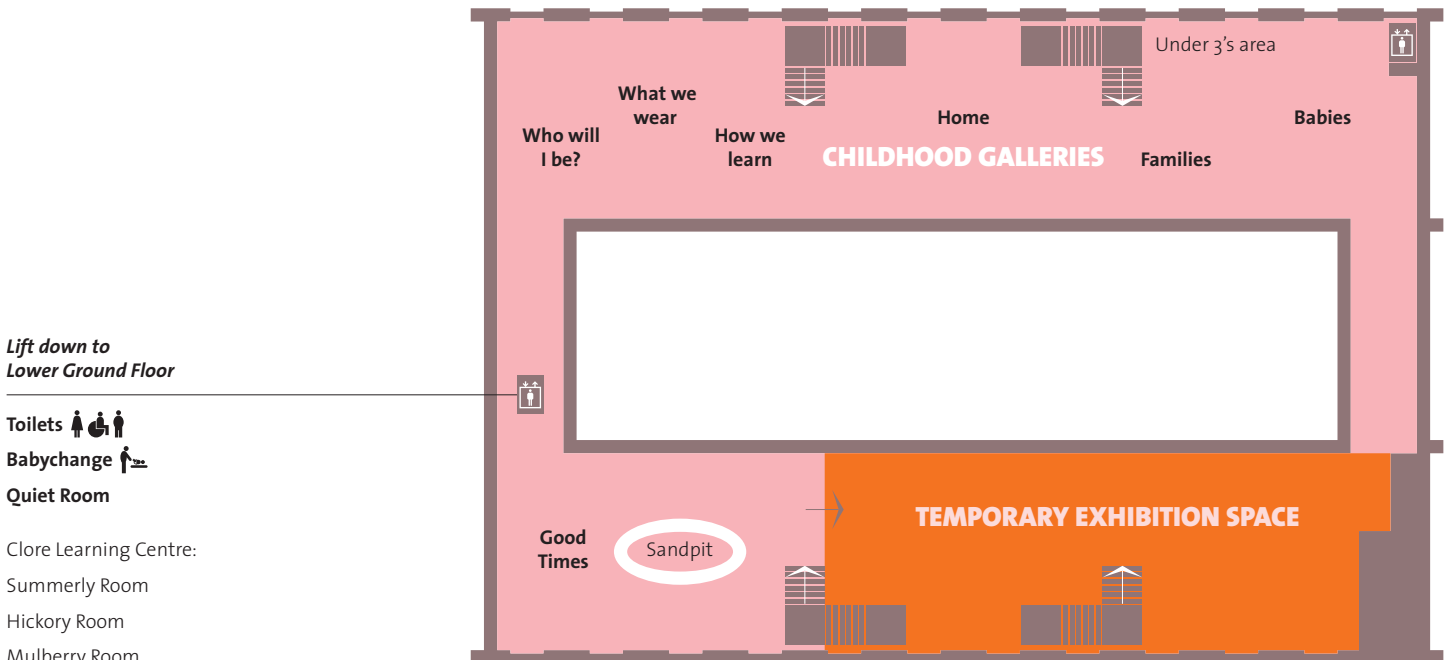 Under 3's area
What we
wear
Who will
I be?
How we
learn
Home
Babies
CHILDHOOD GALLERIES
Families
Lift down to
Lower Ground Floor
Toilets
Babychange
Quiet Room
Clore Learning Centre:
Summerly Room
Hickory Room
Mulberry Room
TEMPORARY EXHIBITION SPACE
Good
Times
Sandpit